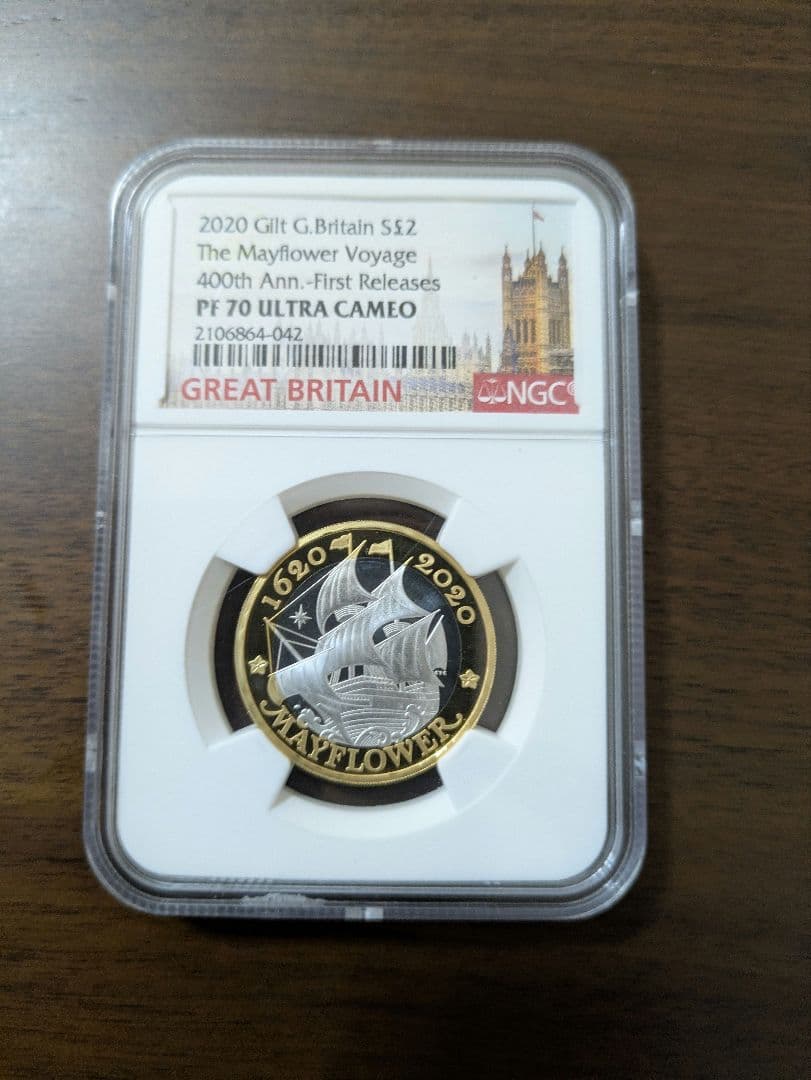 2020 Gilt G.Britain S£2
The Mayflower Voyage
400th Ann.-First Releases
PF 70 ULTRA CAMEO
2106864-042
GREAT BRITAIN
NGC
1620 2020
MAYFLOWER